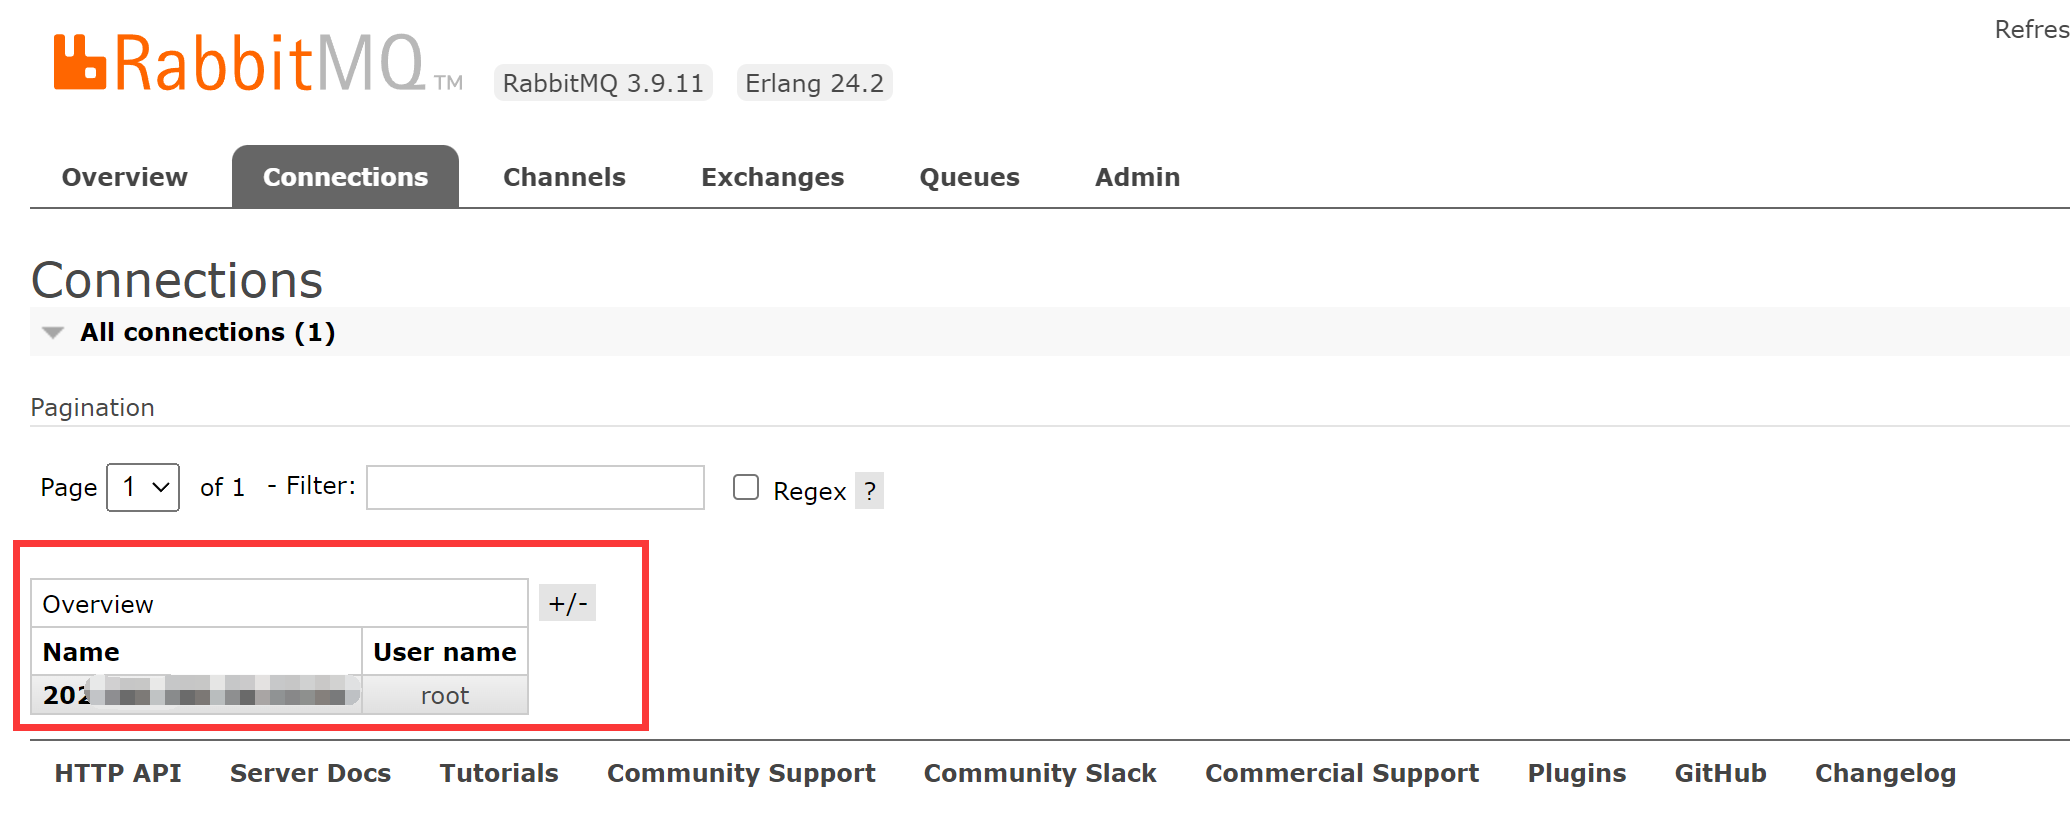 Refres
RabbitMQ TM RabbitMQ 3.9.11 Erlang 24.2
Overview Connections Channels Exchanges Queues Admin
Connections
All connections (1)
Pagination
Page 1 of 1 - Filter: Regex ?
Overview +/-
Name User name
202 root
HTTP API Server Docs Tutorials Community Support Community Slack Commercial Support Plugins GitHub Changelog